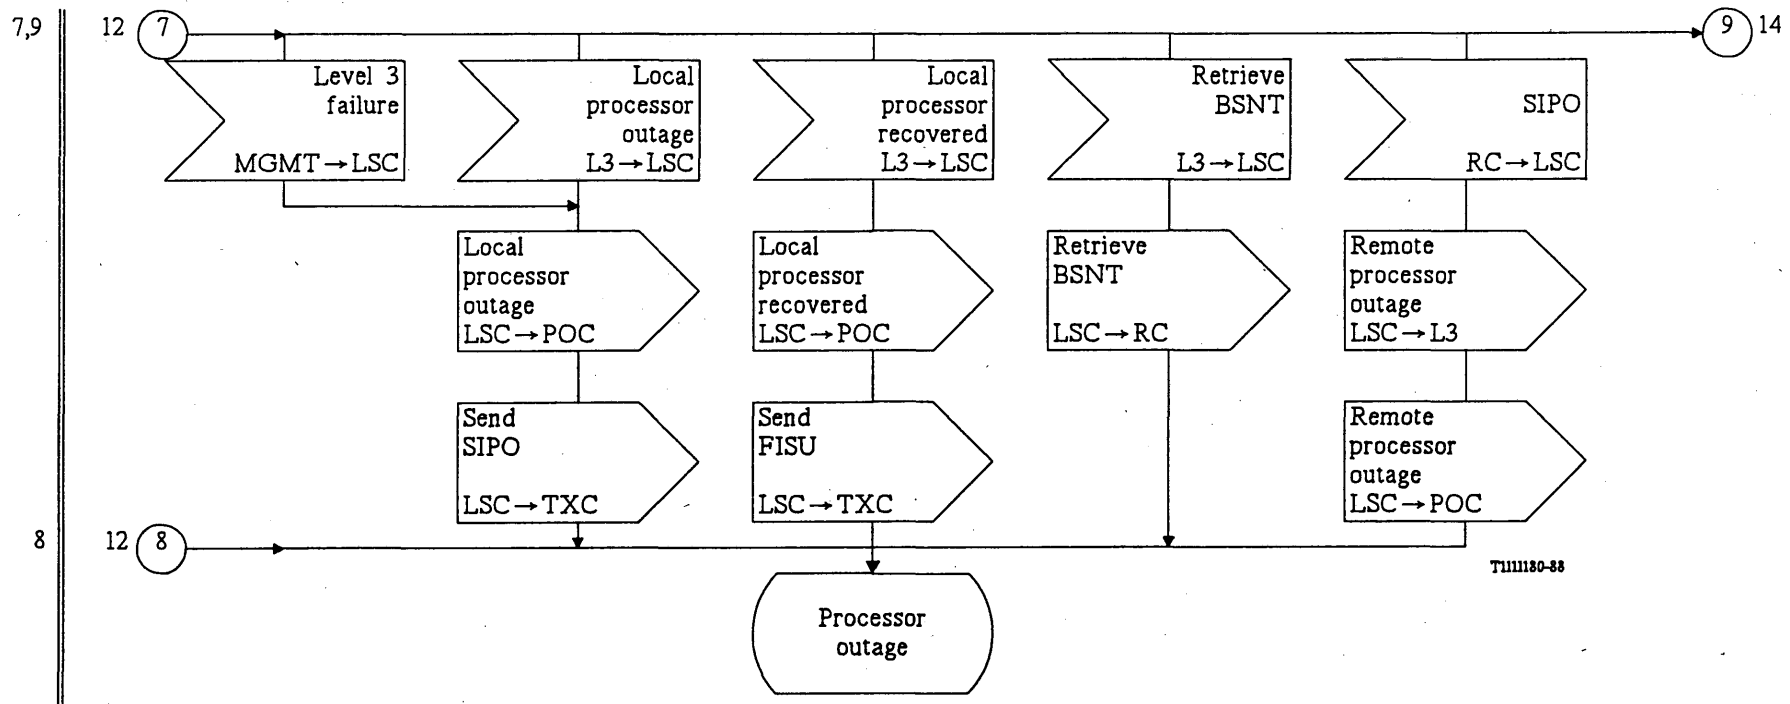 7,9
12
7
9
14
Level 3
failure
MGMT→LSC
Local
processor
outage
L3→LSC
Local
processor
recovered
L3→LSC
Retrieve
BSNT
L3→LSC
SIPO
RC→LSC
Local
processor
outage
LSC→POC
Local
processor
recovered
LSC→POC
Retrieve
BSNT
LSC→RC
Remote
processor
outage
LSC→L3
Send
SIPO
LSC→TXC
Send
FISU
LSC→TXC
Remote
processor
outage
LSC→POC
8
12
8
T1111180-88
Processor
outage